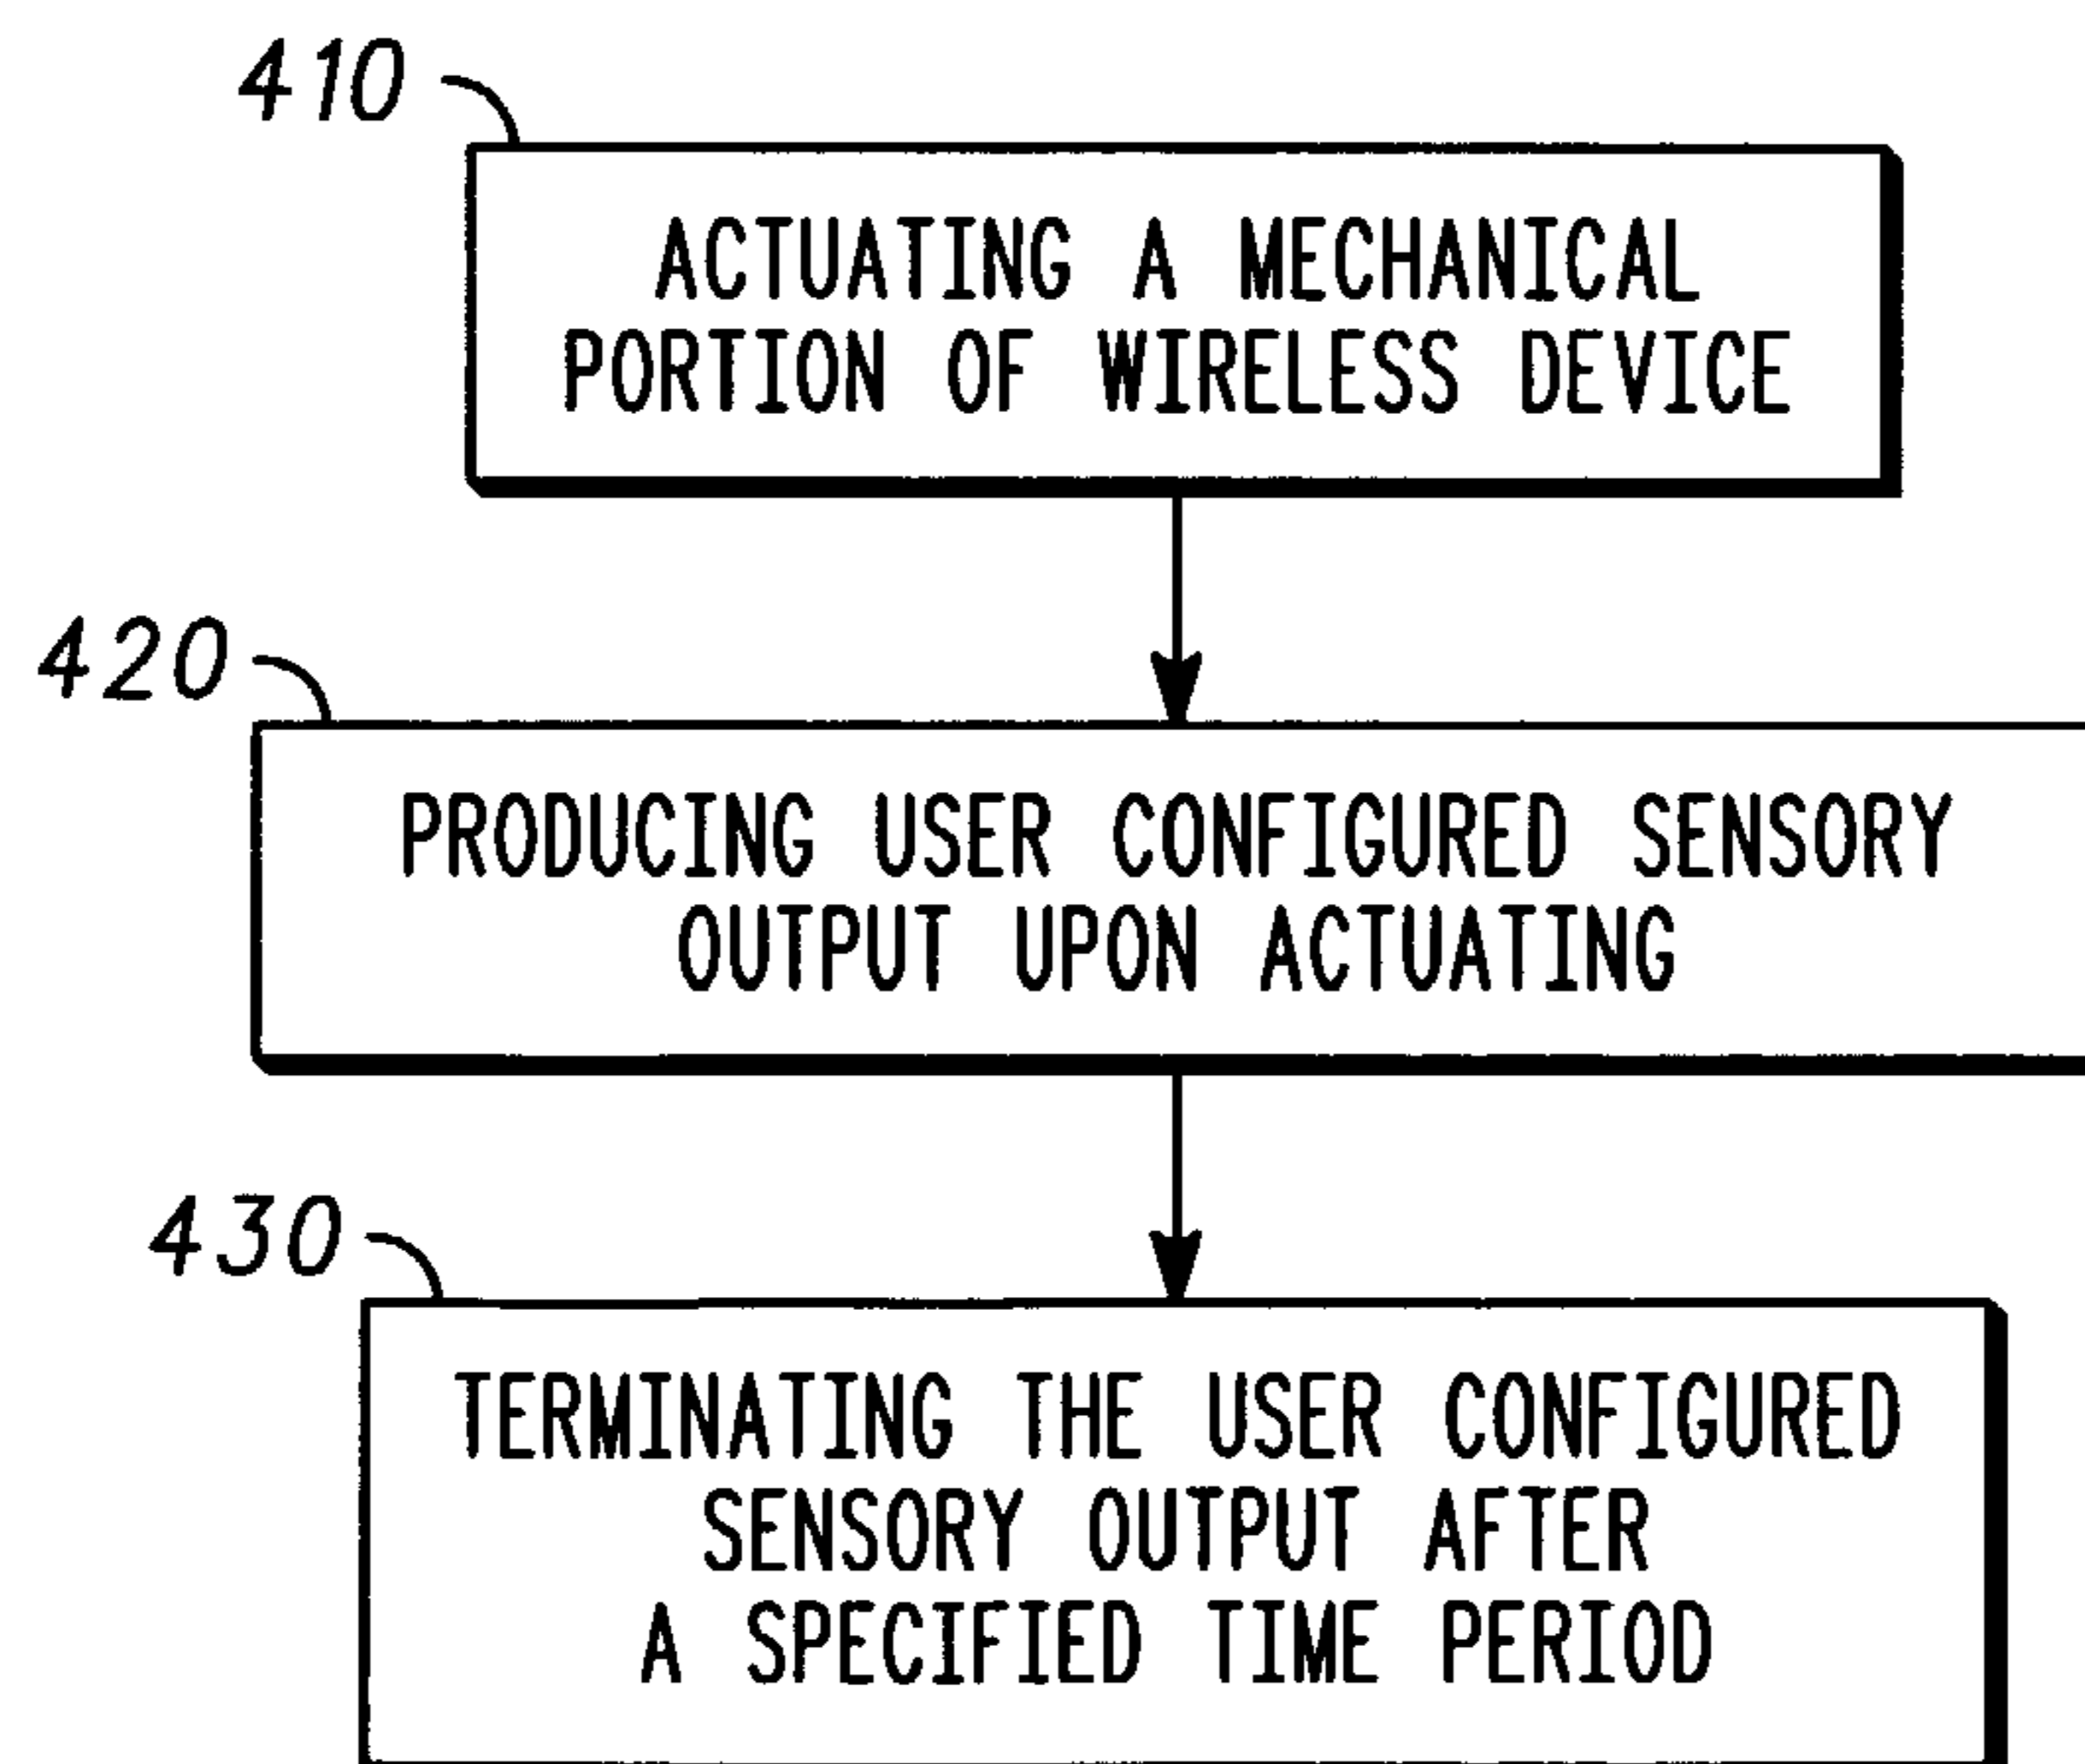 410
ACTUATING A MECHANICAL
PORTION OF WIRELESS DEVICE
420
PRODUCING USER CONFIGURED SENSORY
OUTPUT UPON ACTUATING
430
TERMINATING THE USER CONFIGURED
SENSORY OUTPUT AFTER
A SPECIFIED TIME PERIOD